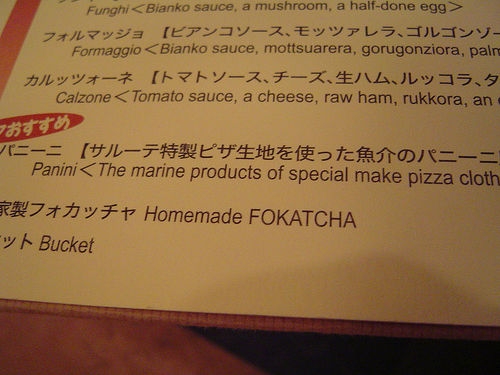 Funghi＜Bianko sauce, a mushroom, a half-done egg＞
フォルマッジョ 【ビアンコソース、モッツァレラ、ゴルゴンゾー
Formaggio＜Bianko sauce, mottsuarera, gorugonziora, palm
カルッツォーネ 【トマトソース、チーズ、生ハム、ルッコラ、タ
Calzone＜Tomato sauce, a cheese, raw ham, rukkora, an
おすすめ
パニーニ 【サルーテ特製ピザ生地を使った魚介のパニーニ
Panini＜The marine products of special make pizza cloth
家製フォカッチャ Homemade FOKATCHA
ット Bucket